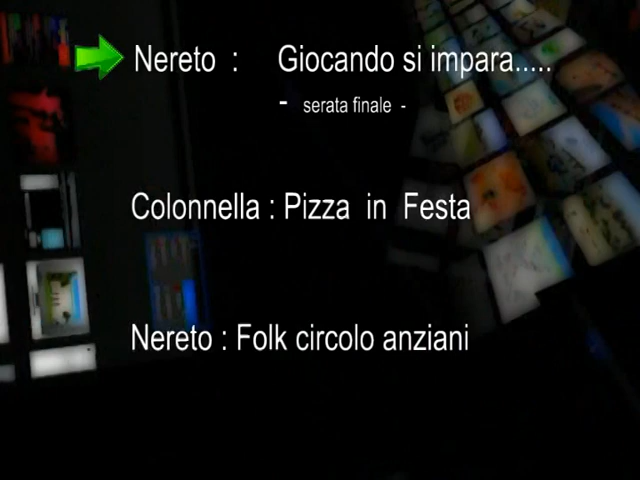 Nereto : Giocando si impara.....
- serata finale -
Colonnella : Pizza in Festa
Nereto : Folk circolo anziani